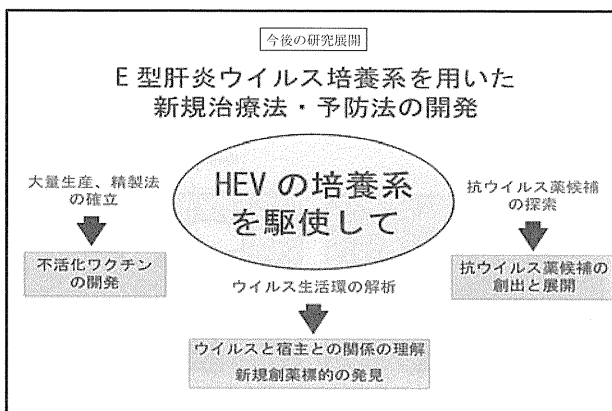 今後の研究展開
E型肝炎ウイルス培養系を用いた
新規治療法・予防法の開発
HEVの培養系
を駆使して
大量生産、精製法
の確立
不活化ワクチン
の開発
ウイルス生活環の解析
ウイルスと宿主との関係の理解
新規創薬標的の発見
抗ウイルス薬候補
の探索
抗ウイルス薬候補の
創出と展開